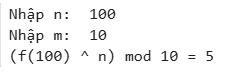 Nhập n:  100
Nhập m:  10
(f(100) ^ n) mod 10 = 5